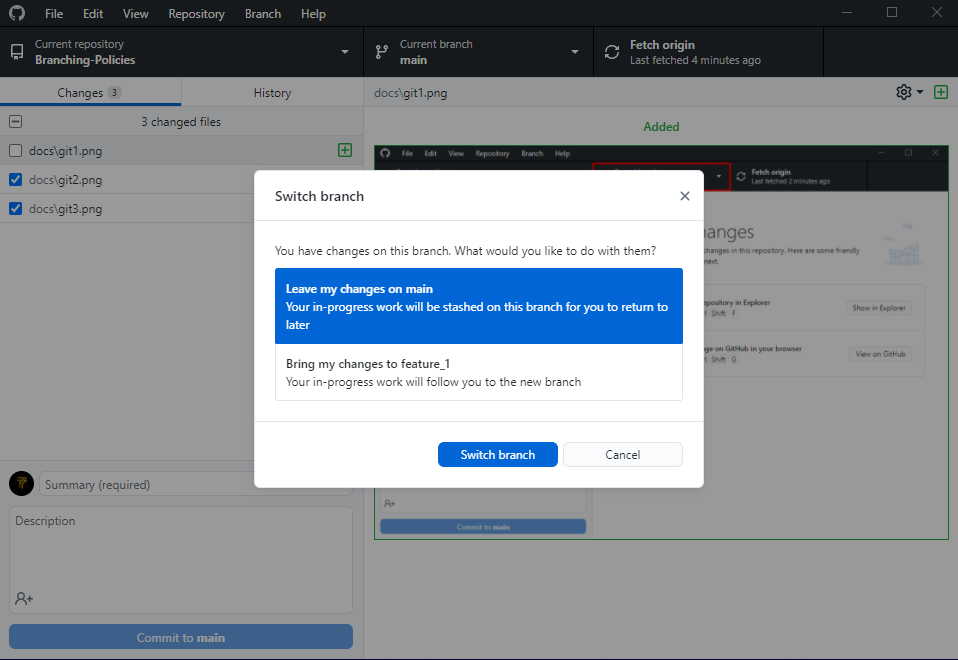 File Edit View Repository Branch Help
Current repository
Branching-Policies
Current branch
main
Fetch origin
Last fetched 4 minutes ago
Changes 3
History
docs\git1.png
3 changed files
docs\git1.png
docs\git2.png
docs\git3.png
Added
File Edit View Repository Branch Help
Fetch origin
Last fetched 2 minutes ago
anges
changes in this repository. Here are some friendly
next.
repository in Explorer
Shift F
Show in Explorer
ge on GitHub in your browser
Shift G
View on GitHub
Commit to main
Switch branch
You have changes on this branch. What would you like to do with them?
Leave my changes on main
Your in-progress work will be stashed on this branch for you to return to
later
Bring my changes to feature_1
Your in-progress work will follow you to the new branch
Switch branch
Cancel
Summary (required)
Description
Commit to main